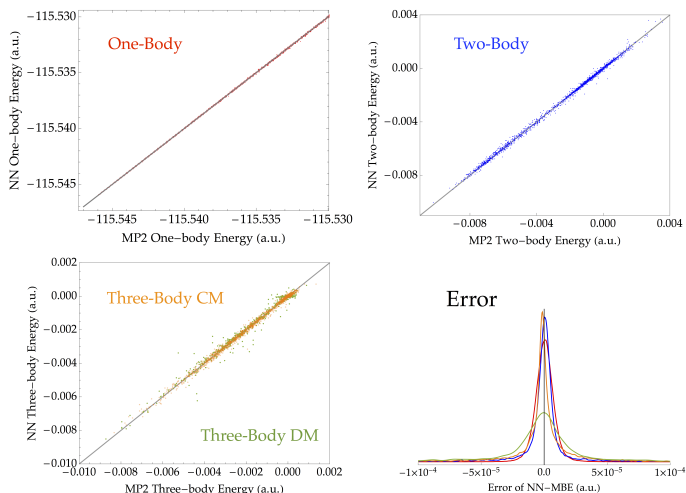 −115.530
−115.535
−115.540
−115.545
NN One−body Energy (a.u.)
One-Body
−115.545
−115.540
−115.535
−115.530
MP2 One−body Energy (a.u.)
0.004
0.000
−0.004
−0.008
NN Two−body Energy (a.u.)
Two-Body
−0.008
−0.004
0.000
0.004
MP2 Two−body Energy (a.u.)
0.002
0.000
−0.002
−0.004
−0.006
−0.008
−0.010
NN Three−body Energy (a.u.)
Three-Body CM
Three-Body DM
−0.010
−0.008
−0.006
−0.004
−0.002
0.000
0.002
MP2 Three−body Energy (a.u.)
Error
−1×10⁻⁴
−5×10⁻⁵
0.0
5×10⁻⁵
1×10⁻⁴
Error of NN−MBE (a.u.)